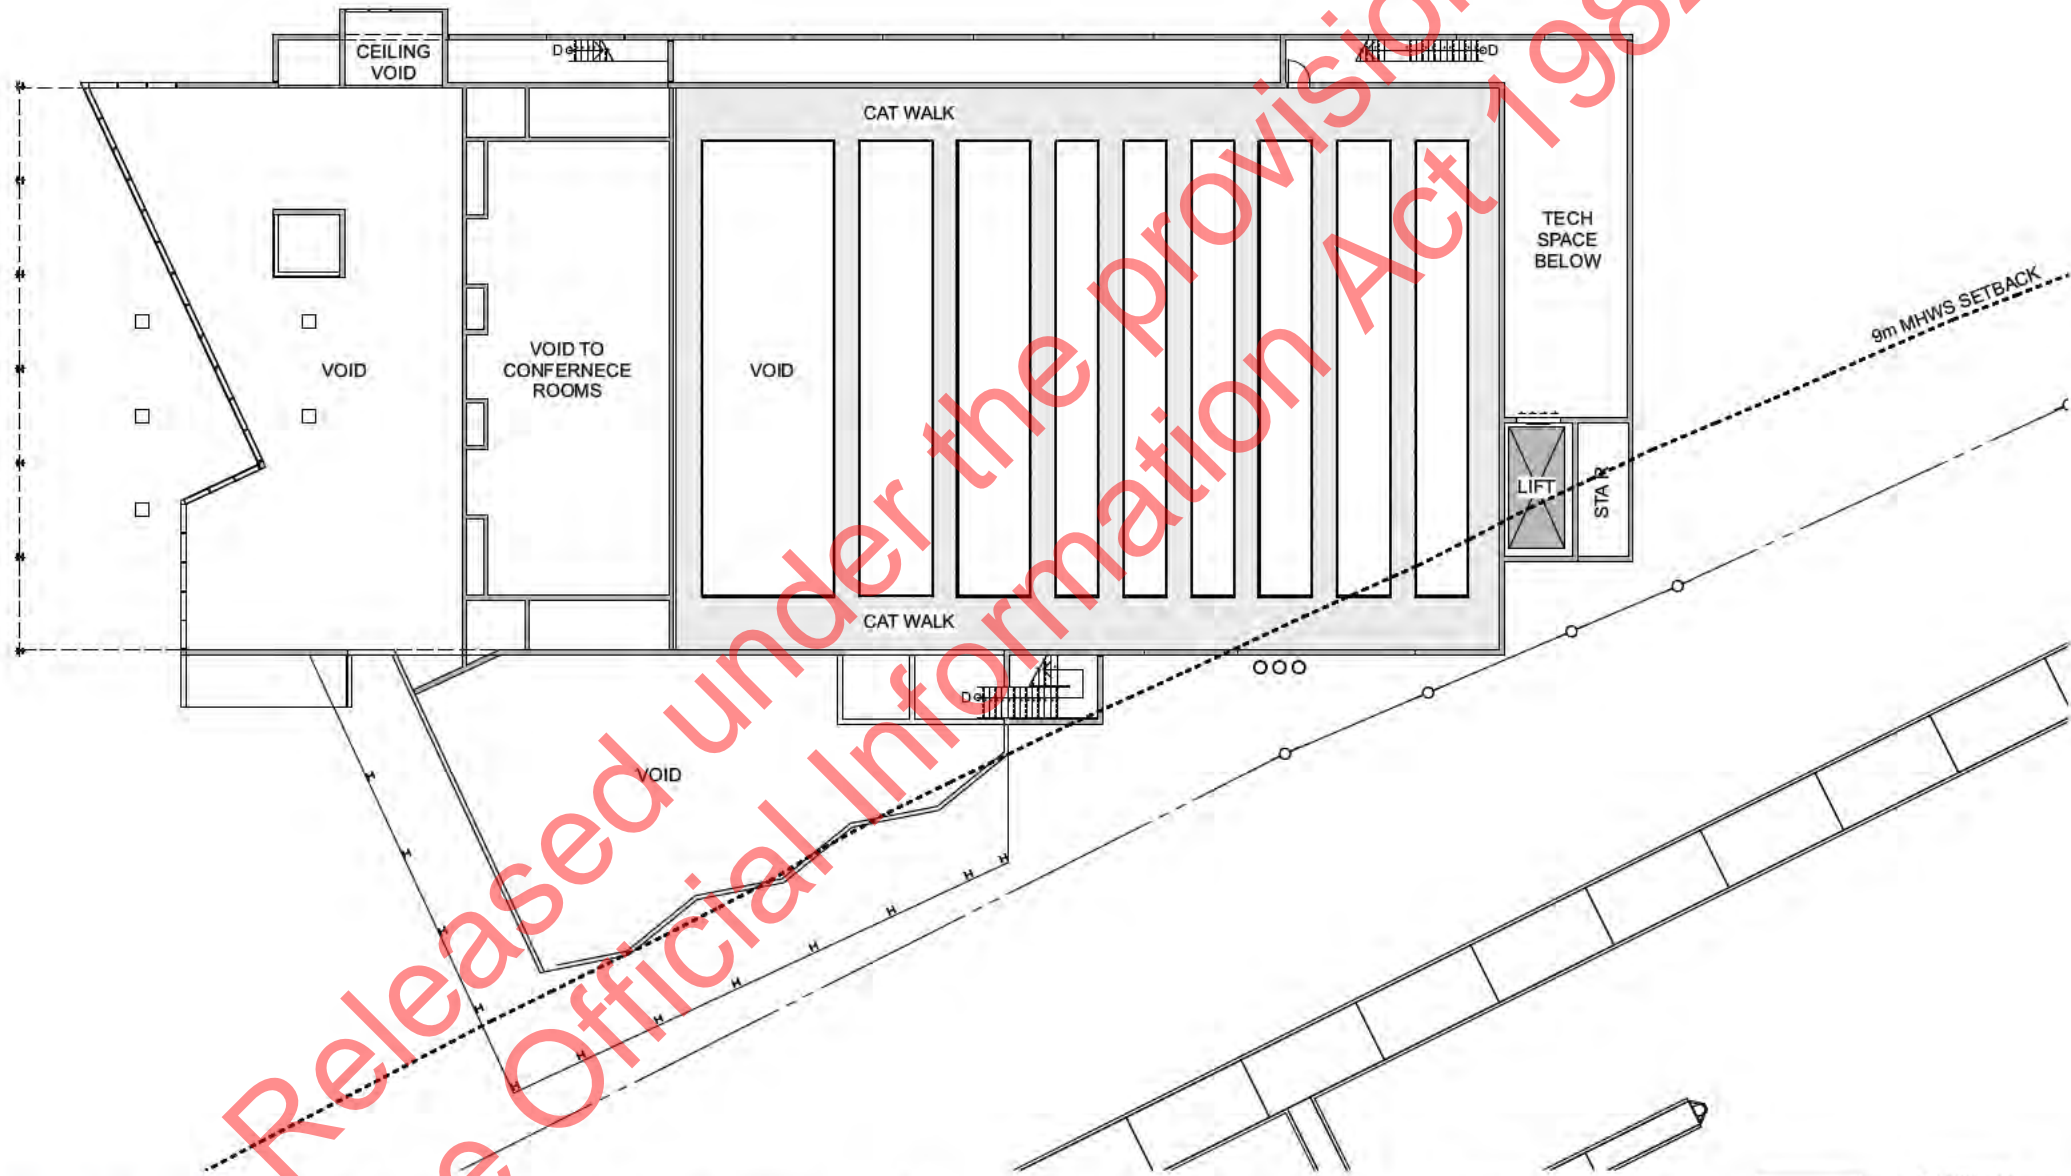 CEILING
VOID
D
D
CAT WALK
TECH
SPACE
BELOW
9m MHWS SETBACK
VOID
VOID TO
CONFERNECE
ROOMS
VOID
LIFT
STAIR
CAT WALK
D
VOID
Released under the provision
e Official Information Act 198